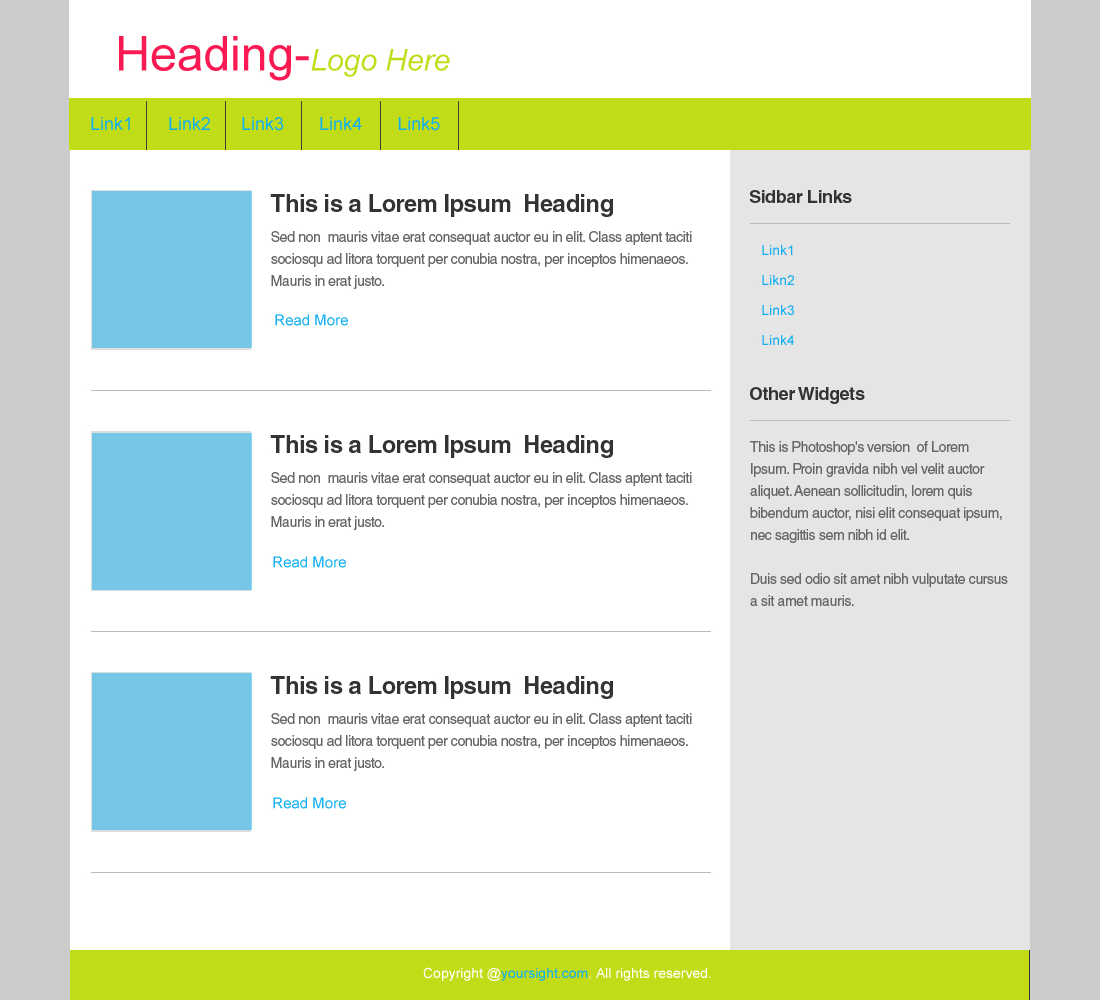 Heading-Logo Here
Link1 Link2 Link3 Link4 Link5
This is a Lorem Ipsum  Heading
Sed non  mauris vitae erat consequat auctor eu in elit. Class aptent taciti
sociosqu ad litora torquent per conubia nostra, per inceptos himenaeos.
Mauris in erat justo.
Read More
This is a Lorem Ipsum  Heading
Sed non  mauris vitae erat consequat auctor eu in elit. Class aptent taciti
sociosqu ad litora torquent per conubia nostra, per inceptos himenaeos.
Mauris in erat justo.
Read More
This is a Lorem Ipsum  Heading
Sed non  mauris vitae erat consequat auctor eu in elit. Class aptent taciti
sociosqu ad litora torquent per conubia nostra, per inceptos himenaeos.
Mauris in erat justo.
Read More
Sidbar Links
Link1
Likn2
Link3
Link4
Other Widgets
This is Photoshop's version  of Lorem
Ipsum. Proin gravida nibh vel velit auctor
aliquet. Aenean sollicitudin, lorem quis
bibendum auctor, nisi elit consequat ipsum,
nec sagittis sem nibh id elit.
Duis sed odio sit amet nibh vulputate cursus
a sit amet mauris.
Copyright @yoursight.com. All rights reserved.